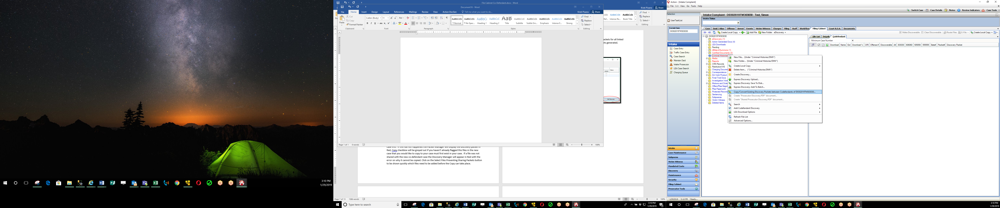 3:10 PM
1/29/2019
File Cabinet Co-Defendant.docx - Word
Kristi Pizano Share
Document16 - Word
File Home Insert Design Layout References Mailings Review View Action DocGen Tell me what you want to do...
Kristi Pizano Share
Paste
Cut
Copy
Format Painter
Calibri (Body) 11
AaBbCcDc AaBbCcDc AaBbCc AaBbCcC AaB AaBbCcC AaBbCcDc AaBbCcDc AaBbCcDc AaBbCcDc
¶ Normal ¶ No Spac... Heading 1 Heading 2 Title Subtitle Subtle Em... Emphasis Intense E... Strong
Find
Replace
Select
Clipboard Font Paragraph Styles Editing
Page 1 of 1 0 words
100%
Intense Re... Book Title
Find
Replace
Select
Editing
ackets for all linked
ets generated.
Status
Add Discovery
case first. If this has not happened the Packet Manager will display the discovery packet in
Red, Copy checkbox will be greyed out If you haven't already flagged this files in the new
case that you would like to copy to your case must first exist in your case. If a file was not
shared with the new co-defendant case the Discovery Manager will appear in Red with the
error on why it cannot be copied. Click on the Select Files Preventing Sharing Packets button
to be shown quickly which files need to be added before the Copy can take place.
Page 7 of 13 1586 words
100%
Type here to search
3:10 PM
1/29/2019
Action - [Intake Complaint]
File Edit View Go Tools Help
Switch Case Case Details Notes Review Indicators Case Tools
Selection
UserTaskList
Current Case
D0302019TM303030
Intake
Case Entry
Traffic Case Entry
Case Search
Maintain Daid
Intake Prosecutor
LEA Case Search
Charging Queue
Intake
Case Maintenance
Subpoena
Victim Witness
Mandated Costs
Discovery
Maintenance
Security
Filing Cabinet
Prosecutor Tools
Intake Complaint - D0302019TM303030 - Test, Simon
Intake Status:
Case Daid / Alias Offense Arrest Events Victim Witness Charges Filing Staff WorkFlow Filing Cabinet Court R.O.A. Documents
Create Local Copy Add File New Folder eDiscovery
Make Discoverable Clear Discoverable Route Files E-File Create Local Copy
D0302019TM303030
eDiscovery (1)
Action Generated Docs (4)
LEA Downloads
Pending
Affidavit/Summons (1)
Certified Documents (3)
Criminal Histories
Media
Reports
CMS Records
Restitution/VIS
Charging Docume
Correspondence
DA Work Product
Final Trial Docs
Investigation Work
Motions and Orde
Offers/Plea Negot
Plea Paperwork
Protected Records
Sentencing
Subpoenas
Victim Witness
Deleted Items
New File... (Under "Criminal Histories/DMV")
New Folder... (Under "Criminal Histories/DMV")
Create Local Copy
Delete Item... ("Criminal Histories/DMV")
Create Discovery...
Express Discovery: Upload...
Express Discovery: Save To Disk...
Express Discovery: Add To Batch...
Copy/Convert Existing Discovery Packets between Codefendants of D0302019TM303030...
Create "Prosecutor Discovery.PDF" document...
Create "Shared Prosecutor Discovery.PDF" document...
Search
Add Codefendant Discovery
LEA Download Options
Refresh File List
Advanced Options...
File List Details Codefendant
Minimum Case Number
Download Name Ext Download % ORI Offense # Discoverable All 303030 606060 505050 555555 Bate# Packet# Discovery Packet
1/29/2019 3:10 PM Ready...
3:10 PM
1/29/2019